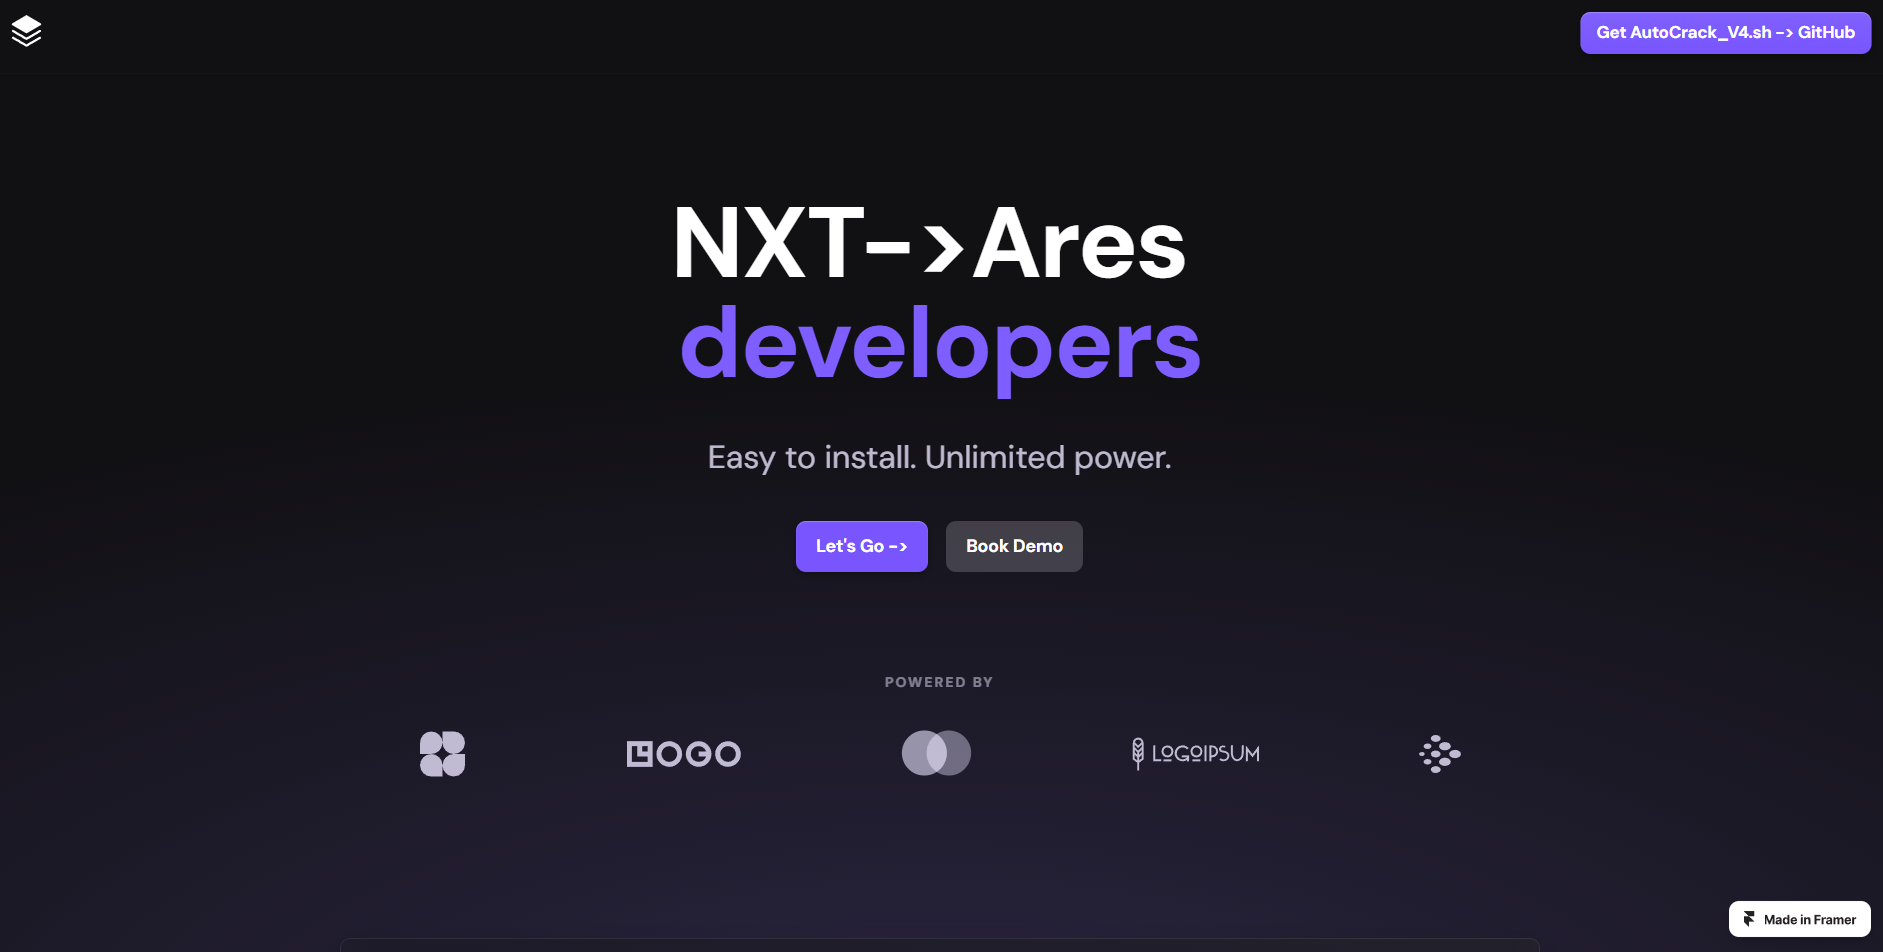 Get AutoCrack_V4.sh -> GitHub
NXT->Ares
developers
Easy to install. Unlimited power.
Let's Go ->
Book Demo
POWERED BY
LOGO
LOGOIPSUM
Made in Framer